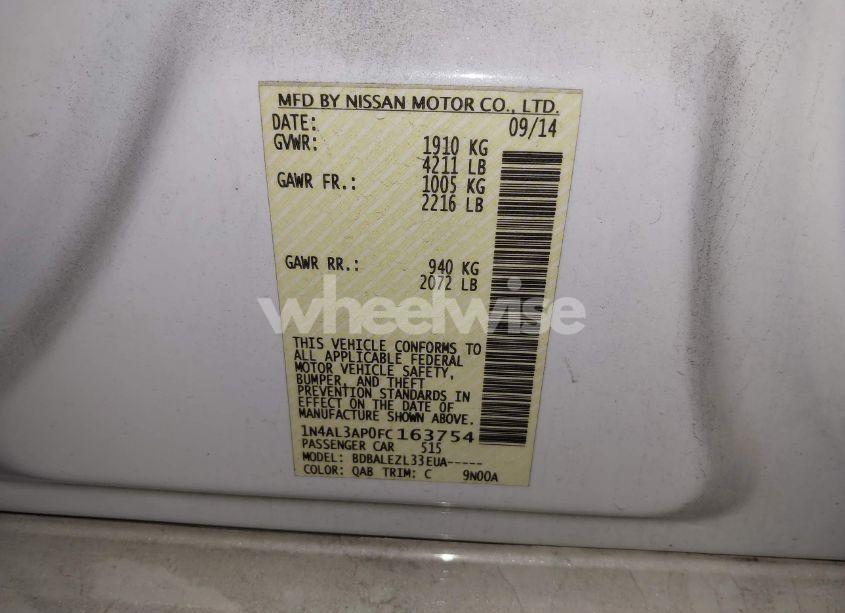 MFD BY NISSAN MOTOR CO., LTD.
DATE: 09/14
GVWR: 1910 KG
4211 LB
GAWR FR.: 1005 KG
2216 LB
GAWR RR.: 940 KG
2072 LB
wheelwise
THIS VEHICLE CONFORMS TO
ALL APPLICABLE FEDERAL
MOTOR VEHICLE SAFETY,
BUMPER, AND THEFT
PREVENTION STANDARDS IN
EFFECT ON THE DATE OF
MANUFACTURE SHOWN ABOVE.
1N4AL3AP0FC163754
PASSENGER CAR 515
MODEL: BDBALEZL33EUA-----
COLOR: QAB TRIM: C 9N00A